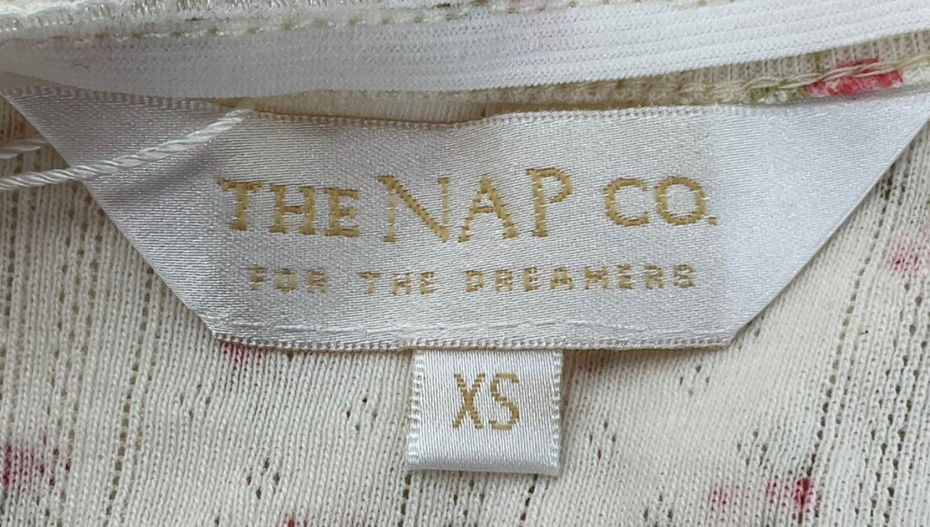 THE NAP CO.
FOR THE DREAMERS
XS